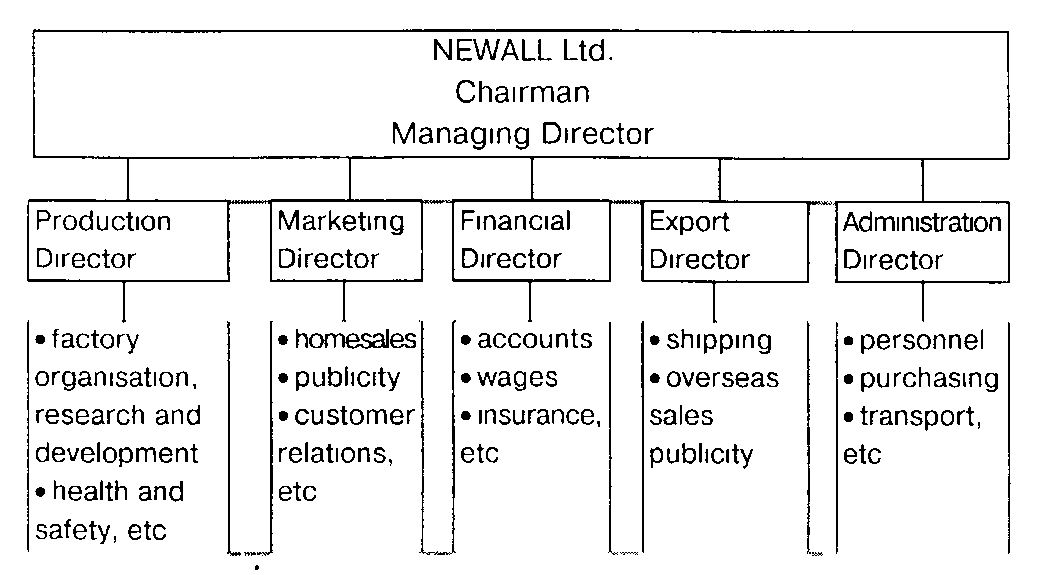 NEWALL Ltd.
Chairman
Managing Director
Production
Director
Marketing
Director
Financial
Director
Export
Director
Administration
Director
• factory
organisation,
research and
development
• health and
safety, etc
• homesales
• publicity
• customer
relations,
etc
• accounts
• wages
• insurance,
etc
• shipping
• overseas
sales
publicity
• personnel
• purchasing
• transport,
etc